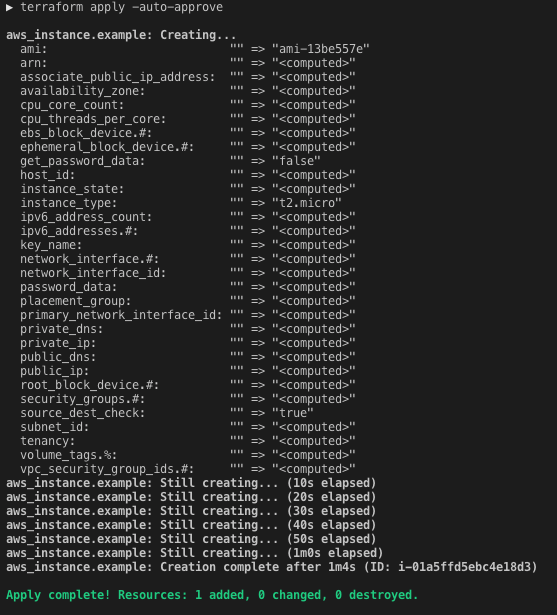 ▶ terraform apply -auto-approve
aws_instance.example: Creating...
  ami:                          "" => "ami-13be557e"
  arn:                          "" => "<computed>"
  associate_public_ip_address:  "" => "<computed>"
  availability_zone:            "" => "<computed>"
  cpu_core_count:               "" => "<computed>"
  cpu_threads_per_core:         "" => "<computed>"
  ebs_block_device.#:           "" => "<computed>"
  ephemeral_block_device.#:     "" => "<computed>"
  get_password_data:            "" => "false"
  host_id:                      "" => "<computed>"
  instance_state:               "" => "<computed>"
  instance_type:                "" => "t2.micro"
  ipv6_address_count:           "" => "<computed>"
  ipv6_addresses.#:             "" => "<computed>"
  key_name:                     "" => "<computed>"
  network_interface.#:          "" => "<computed>"
  network_interface_id:         "" => "<computed>"
  password_data:                "" => "<computed>"
  placement_group:              "" => "<computed>"
  primary_network_interface_id: "" => "<computed>"
  private_dns:                  "" => "<computed>"
  private_ip:                   "" => "<computed>"
  public_dns:                   "" => "<computed>"
  public_ip:                    "" => "<computed>"
  root_block_device.#:          "" => "<computed>"
  security_groups.#:            "" => "<computed>"
  source_dest_check:            "" => "true"
  subnet_id:                    "" => "<computed>"
  tenancy:                      "" => "<computed>"
  volume_tags.%:                "" => "<computed>"
  vpc_security_group_ids.#:     "" => "<computed>"
aws_instance.example: Still creating... (10s elapsed)
aws_instance.example: Still creating... (20s elapsed)
aws_instance.example: Still creating... (30s elapsed)
aws_instance.example: Still creating... (40s elapsed)
aws_instance.example: Still creating... (50s elapsed)
aws_instance.example: Still creating... (1m0s elapsed)
aws_instance.example: Creation complete after 1m4s (ID: i-01a5ffd5ebc4e18d3)
Apply complete! Resources: 1 added, 0 changed, 0 destroyed.